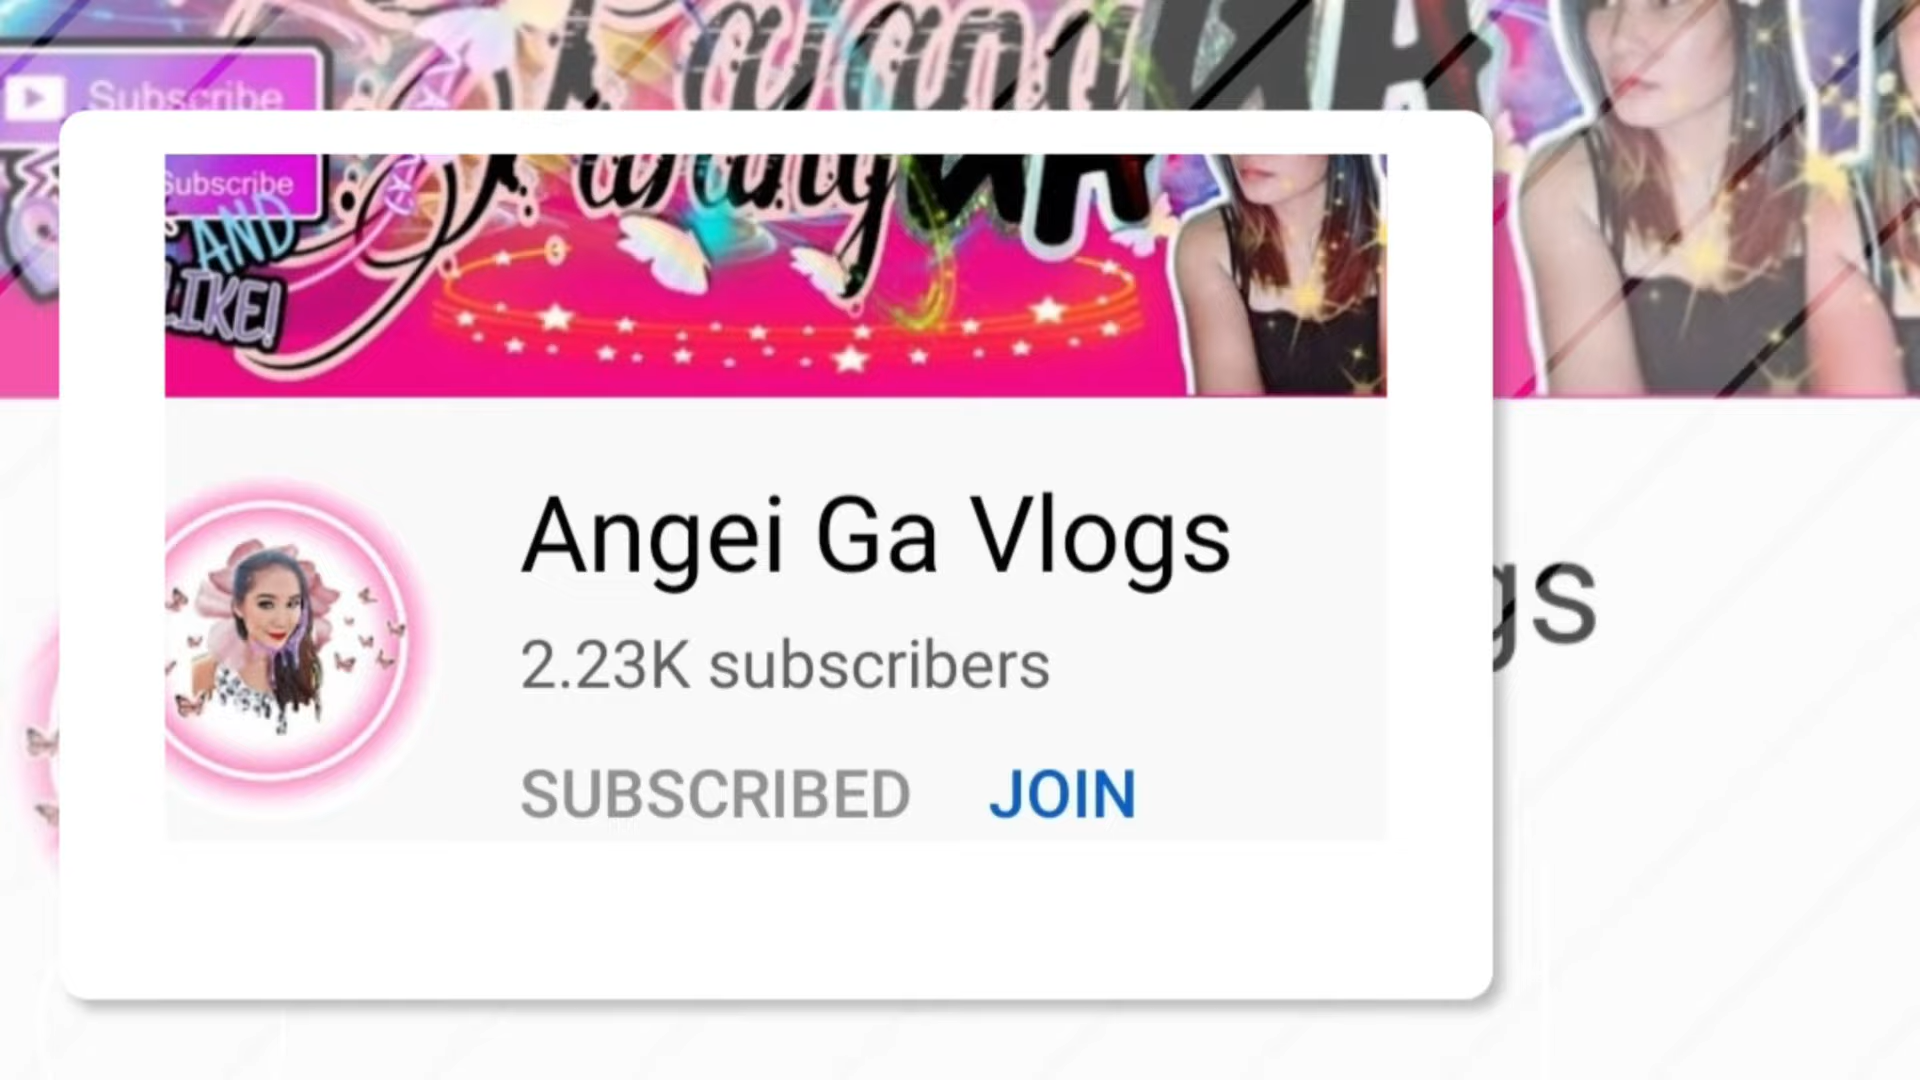 Subscribe
Subscribe
AND
LIKE!
Angei Ga Vlogs
gs
2.23K subscribers
SUBSCRIBED JOIN